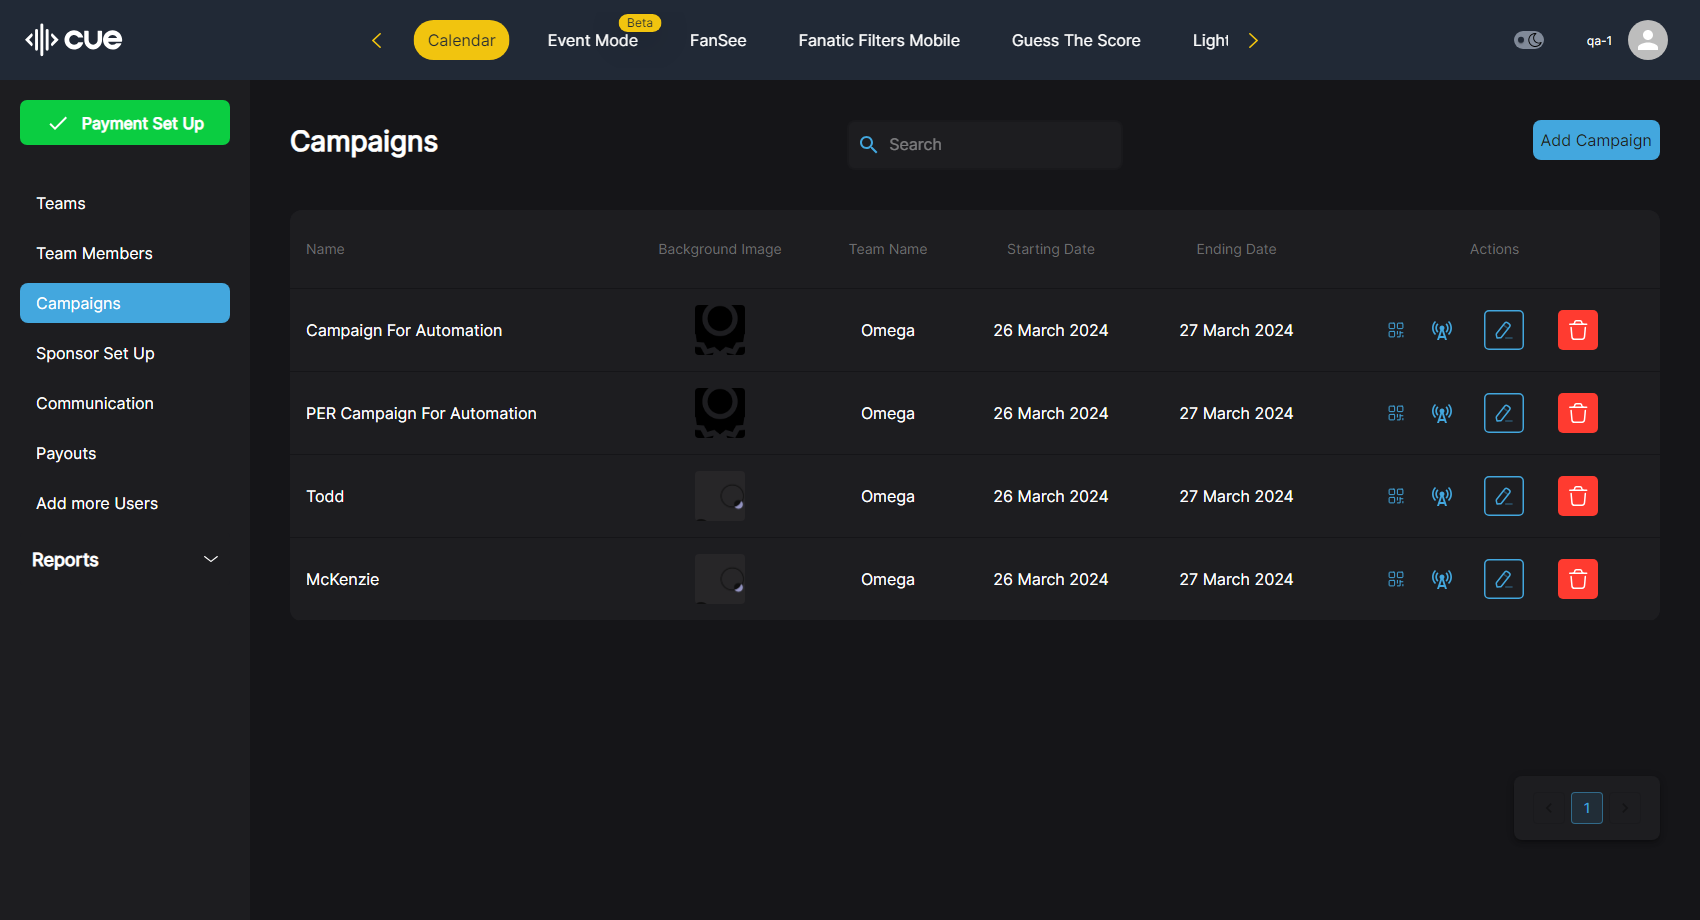 cue
Calendar
Event Mode
Beta
FanSee
Fanatic Filters Mobile
Guess The Score
Light
qa-1
Payment Set Up
Teams
Team Members
Campaigns
Sponsor Set Up
Communication
Payouts
Add more Users
Reports
Campaigns
Search
Add Campaign
Name Background Image Team Name Starting Date Ending Date Actions
Campaign For Automation Omega 26 March 2024 27 March 2024
PER Campaign For Automation Omega 26 March 2024 27 March 2024
Todd Omega 26 March 2024 27 March 2024
McKenzie Omega 26 March 2024 27 March 2024
1